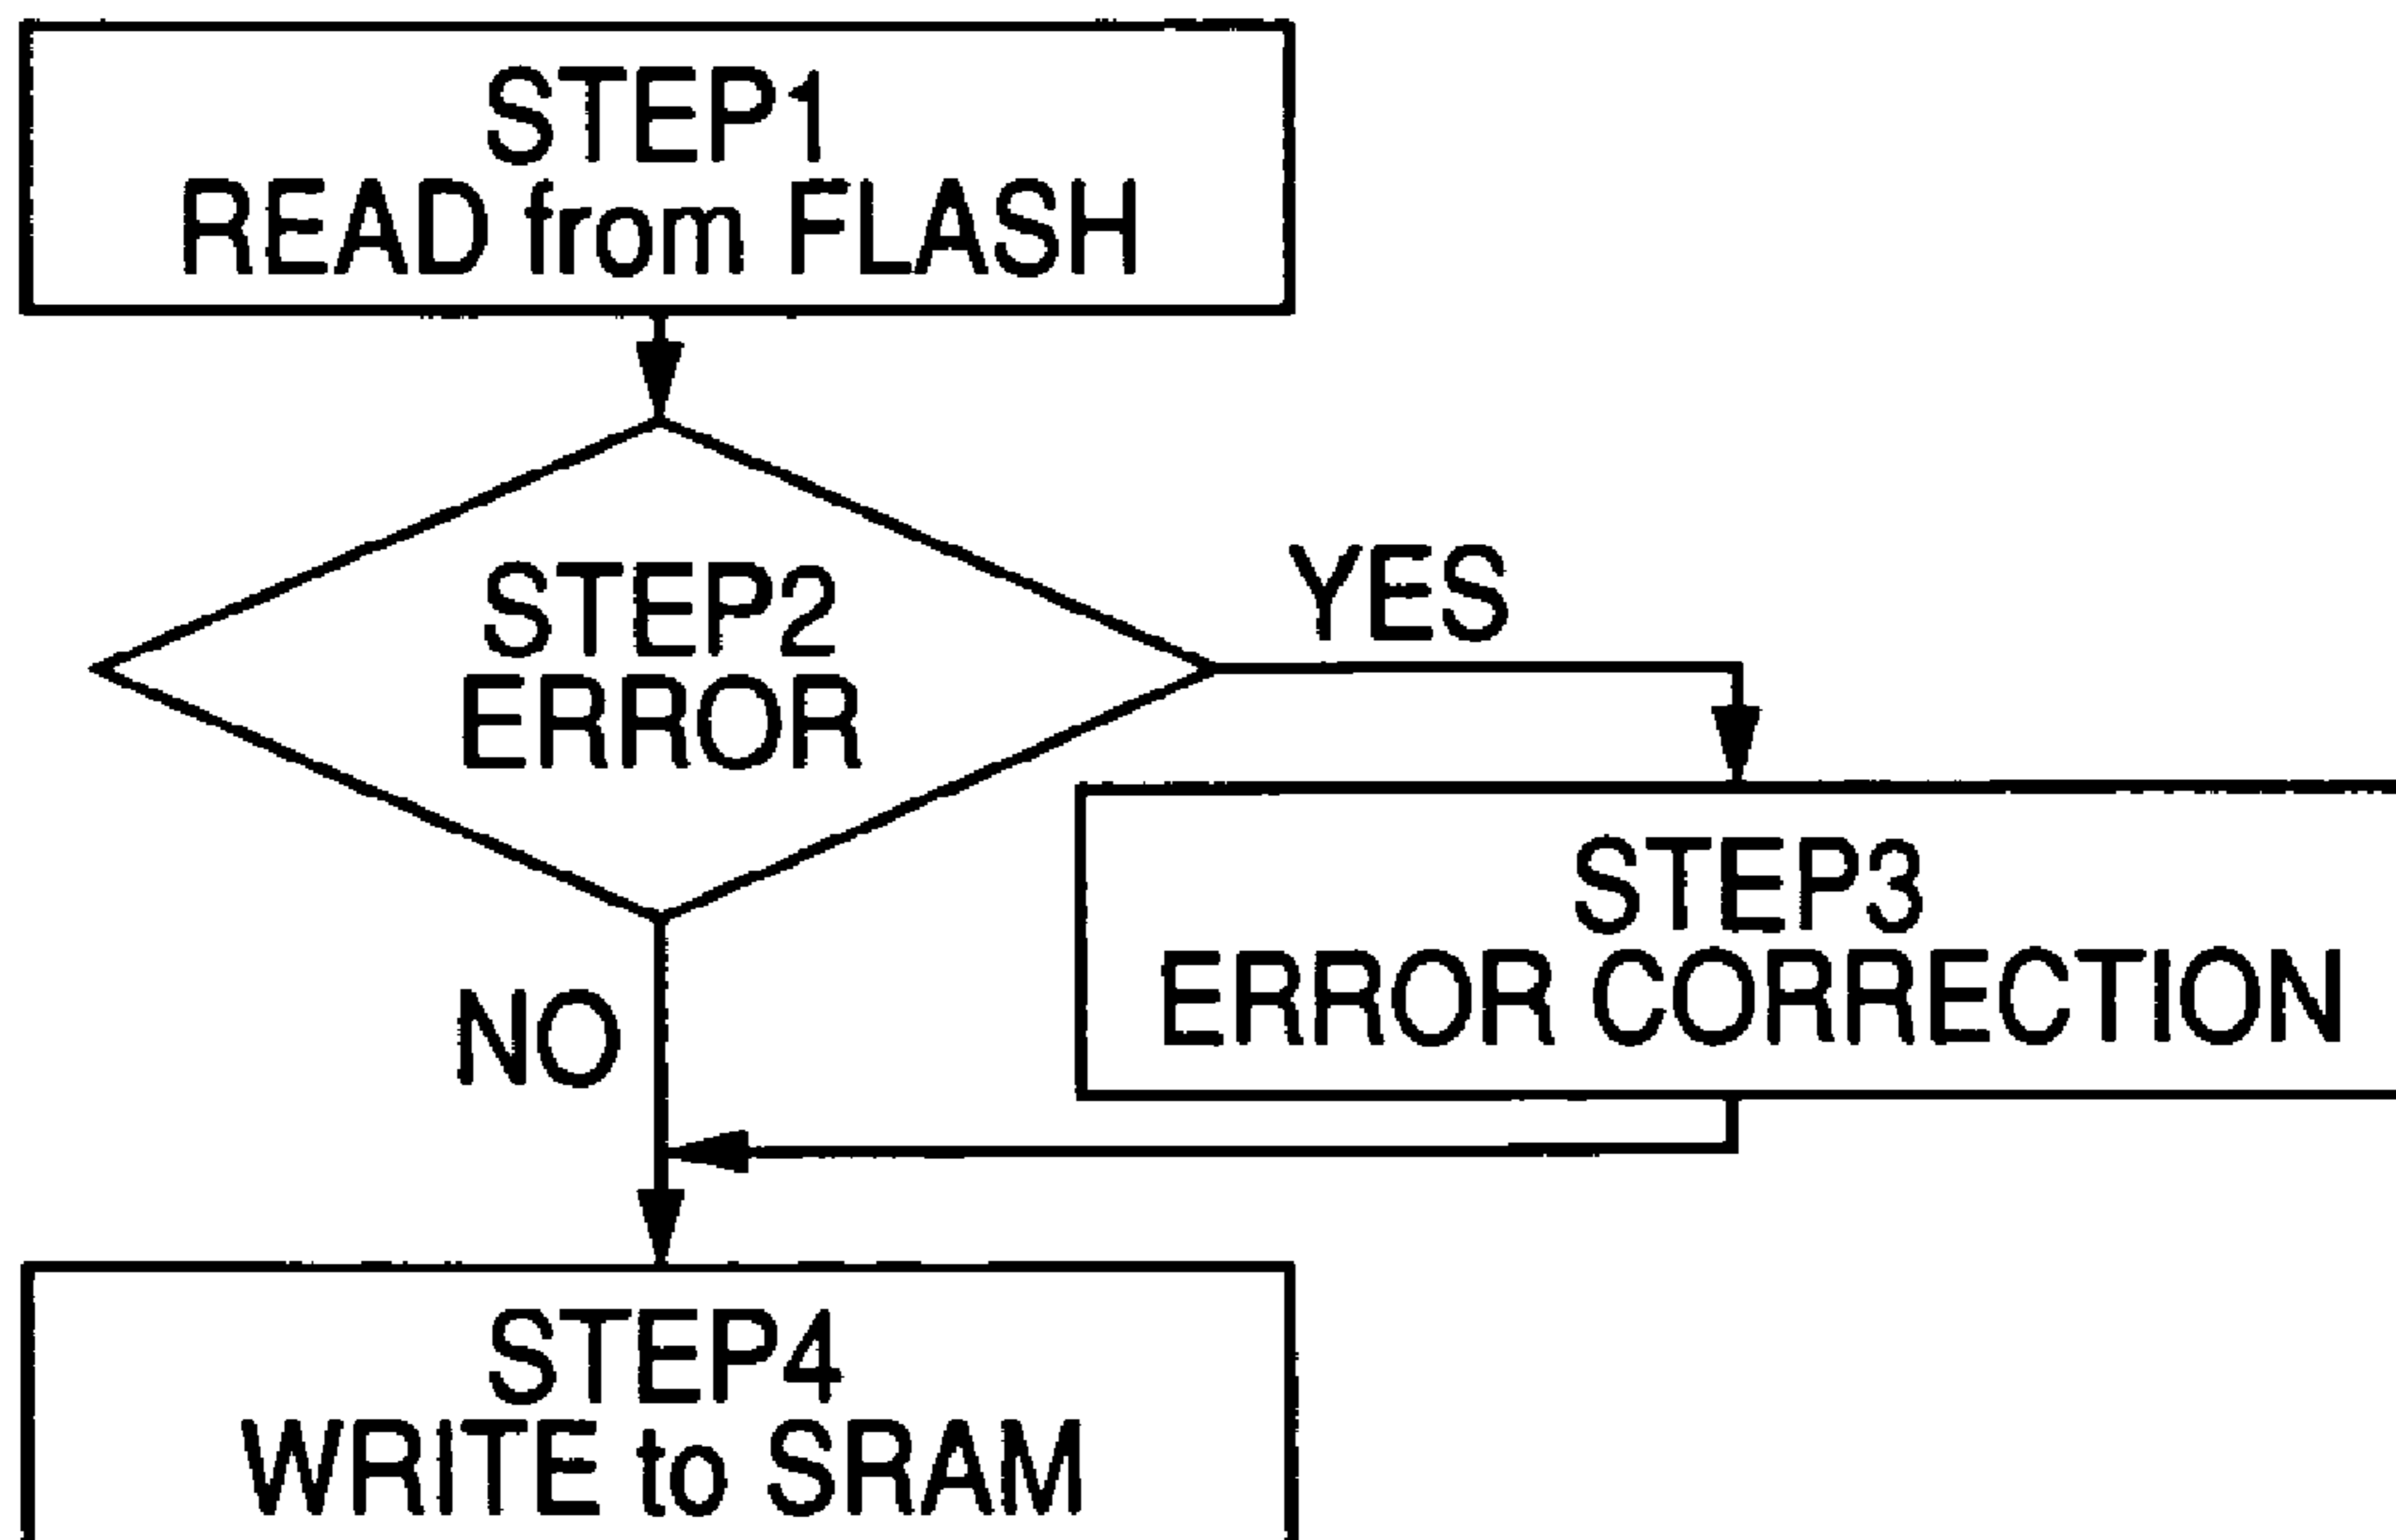 STEP1
READ from FLASH
STEP2
ERROR
YES
STEP3
ERROR CORRECTION
NO
STEP4
WRITE to SRAM